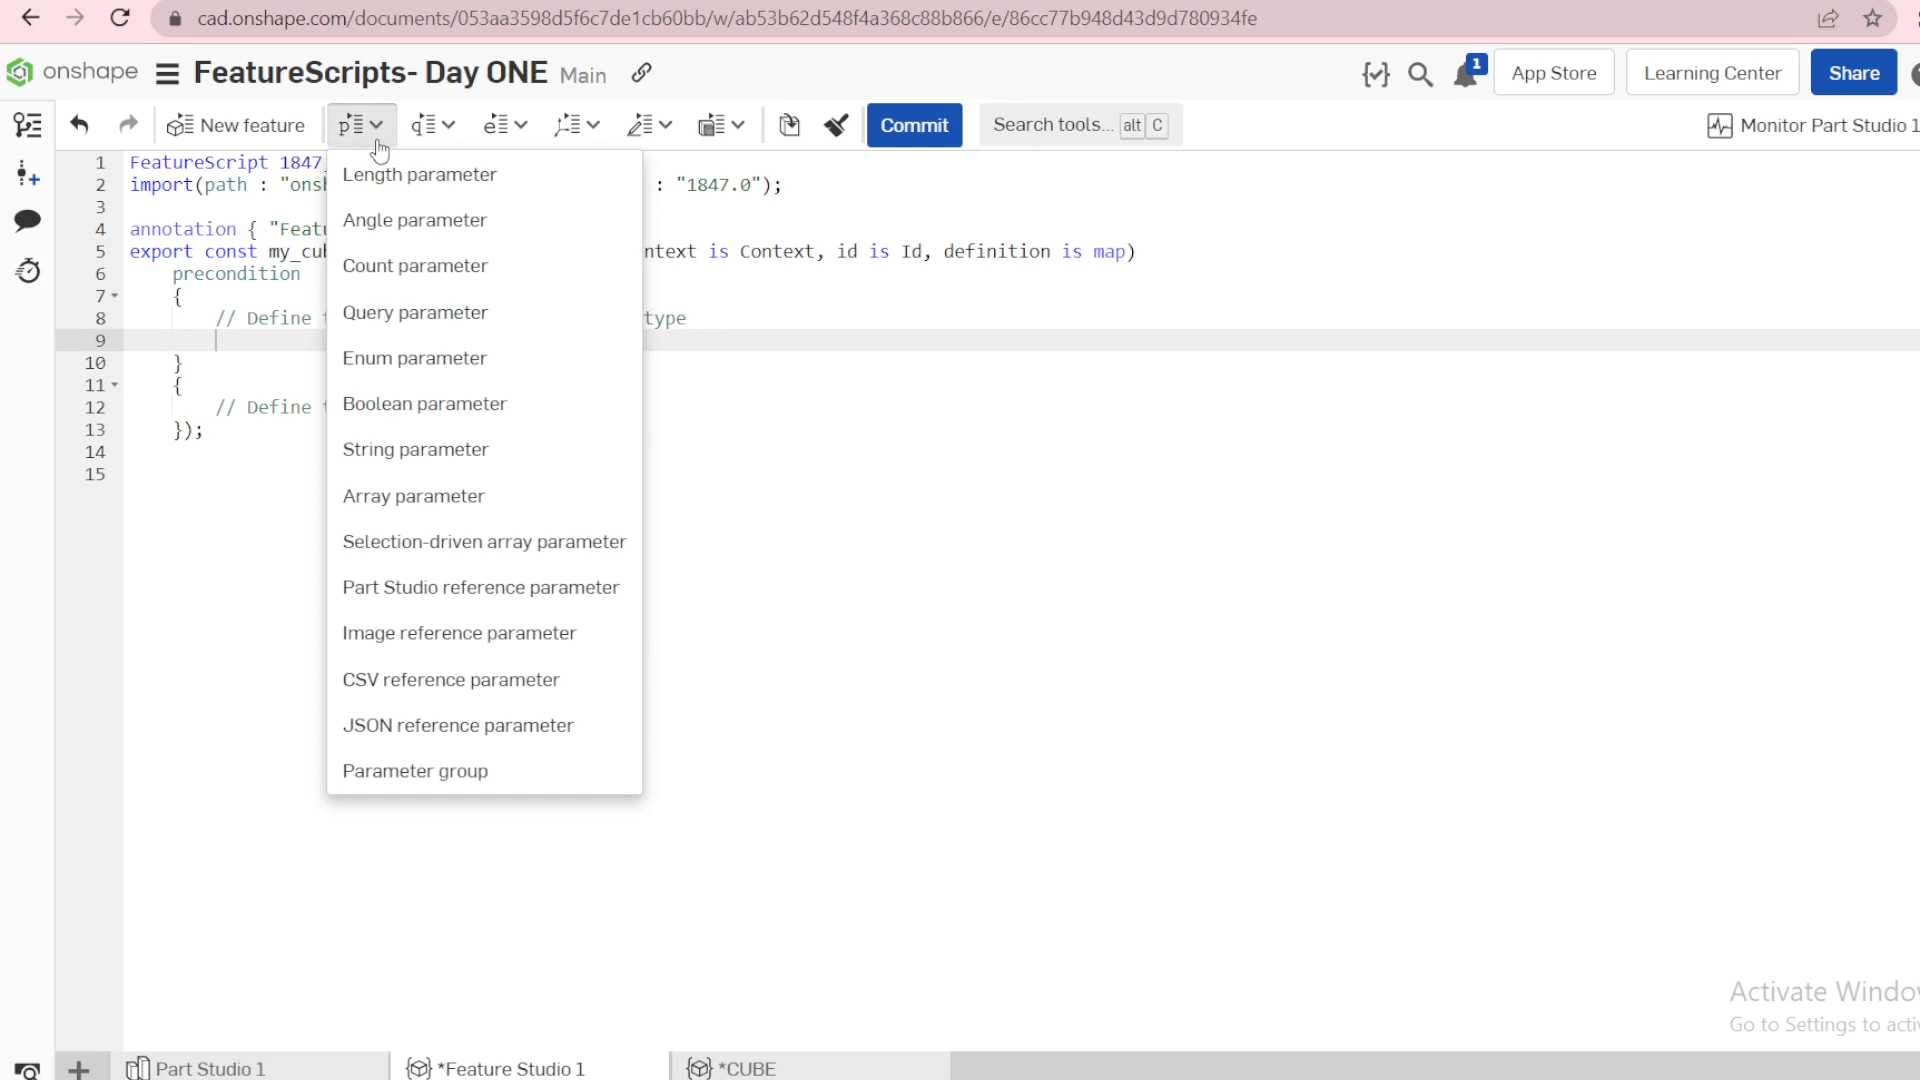 cad.onshape.com/documents/053aa3598d5f6c7de1cb60bb/w/ab53b62d548f4a368c88b866/e/86cc77b948d43d9d780934fe
onshape FeatureScripts- Day ONE Main 1 App Store Learning Center Share
New feature Commit Search tools... alt C Monitor Part Studio 1
1 FeatureScript 1847
2 import(path : "onsh : "1847.0");
3
4 annotation { "Featu
5 export const my_cub ntext is Context, id is Id, definition is map)
6 precondition
7 {
8 // Define t type
9
10 }
11 {
12 // Define t
13 });
14
15
Length parameter
Angle parameter
Count parameter
Query parameter
Enum parameter
Boolean parameter
String parameter
Array parameter
Selection-driven array parameter
Part Studio reference parameter
Image reference parameter
CSV reference parameter
JSON reference parameter
Parameter group
Activate Windo
Go to Settings to acti
Part Studio 1 *Feature Studio 1 *CUBE